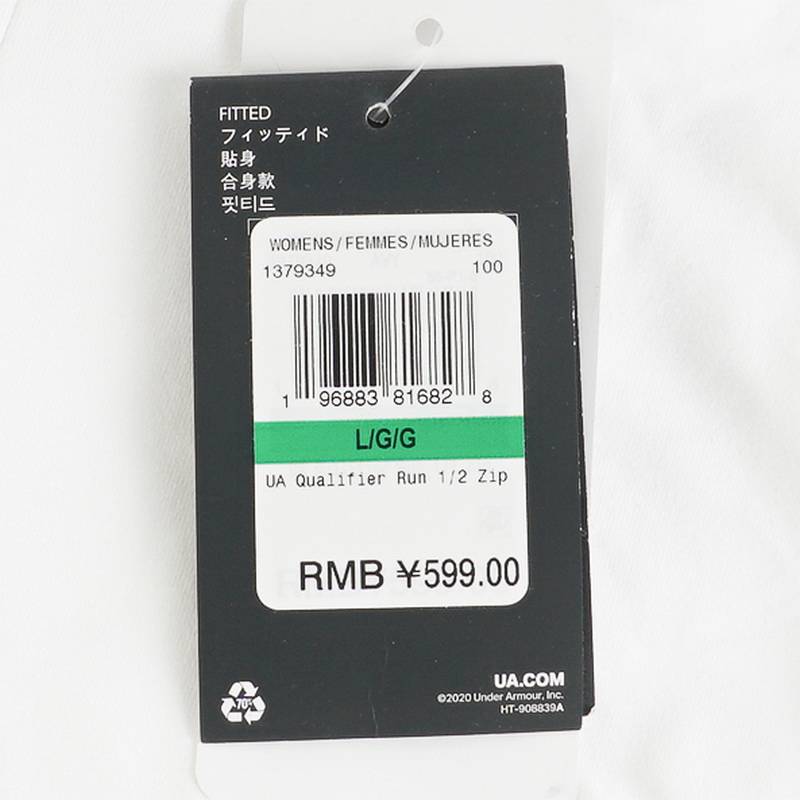 FITTED
フィッティド
貼身
合身款
핏티드
WOMENS/FEMMES/MUJERES
1379349 100
1 96883 81682 8
L/G/G
UA Qualifier Run 1/2 Zip
RMB ¥599.00
70%
UA.COM
©2020 Under Armour, Inc.
HT-908839A